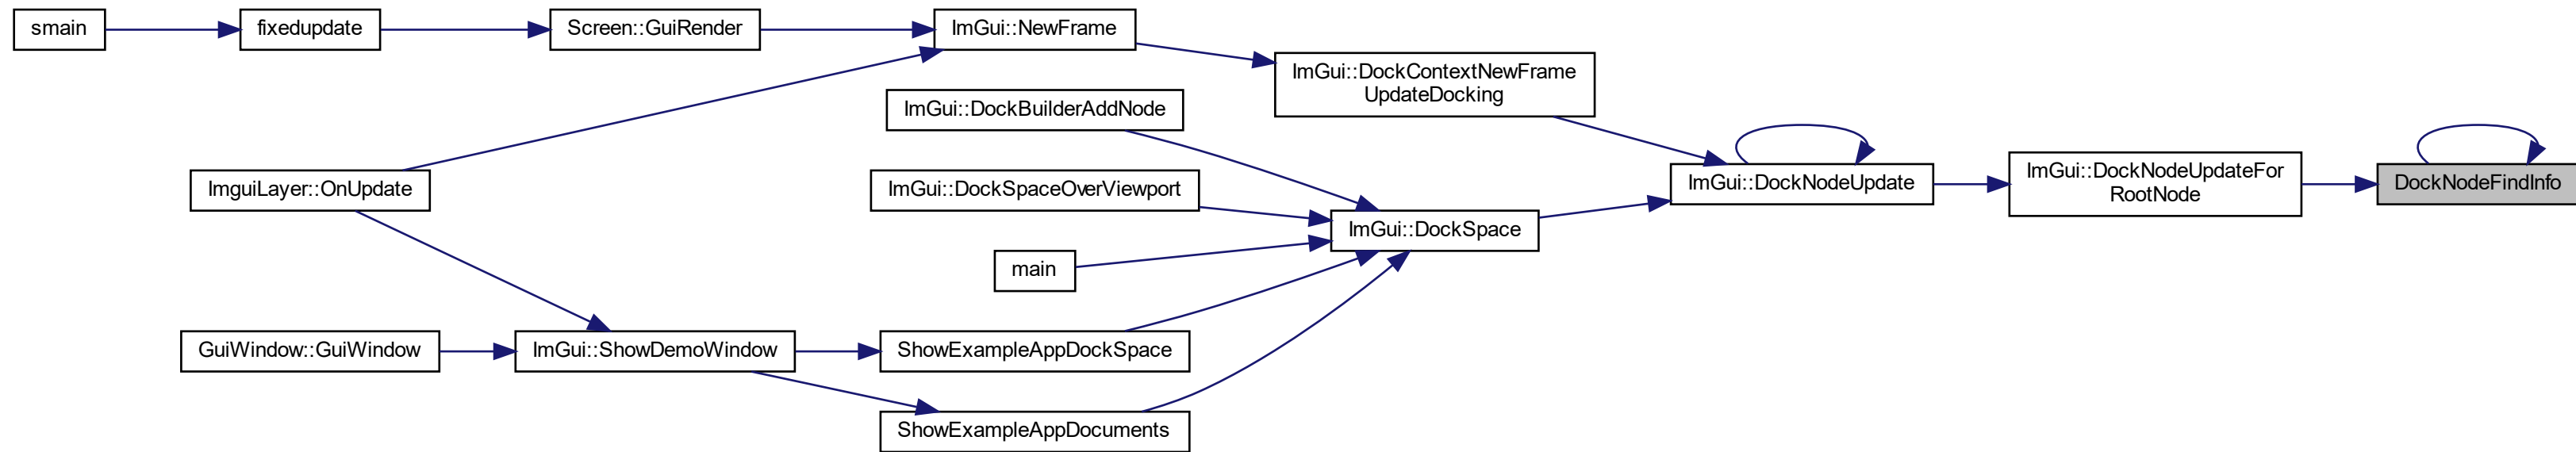 smain
fixedupdate
Screen::GuiRender
ImGui::NewFrame
ImGui::DockContextNewFrame
UpdateDocking
ImGui::DockBuilderAddNode
ImguiLayer::OnUpdate
ImGui::DockSpaceOverViewport
ImGui::DockNodeUpdate
ImGui::DockNodeUpdateFor
RootNode
DockNodeFindInfo
ImGui::DockSpace
main
GuiWindow::GuiWindow
ImGui::ShowDemoWindow
ShowExampleAppDockSpace
ShowExampleAppDocuments